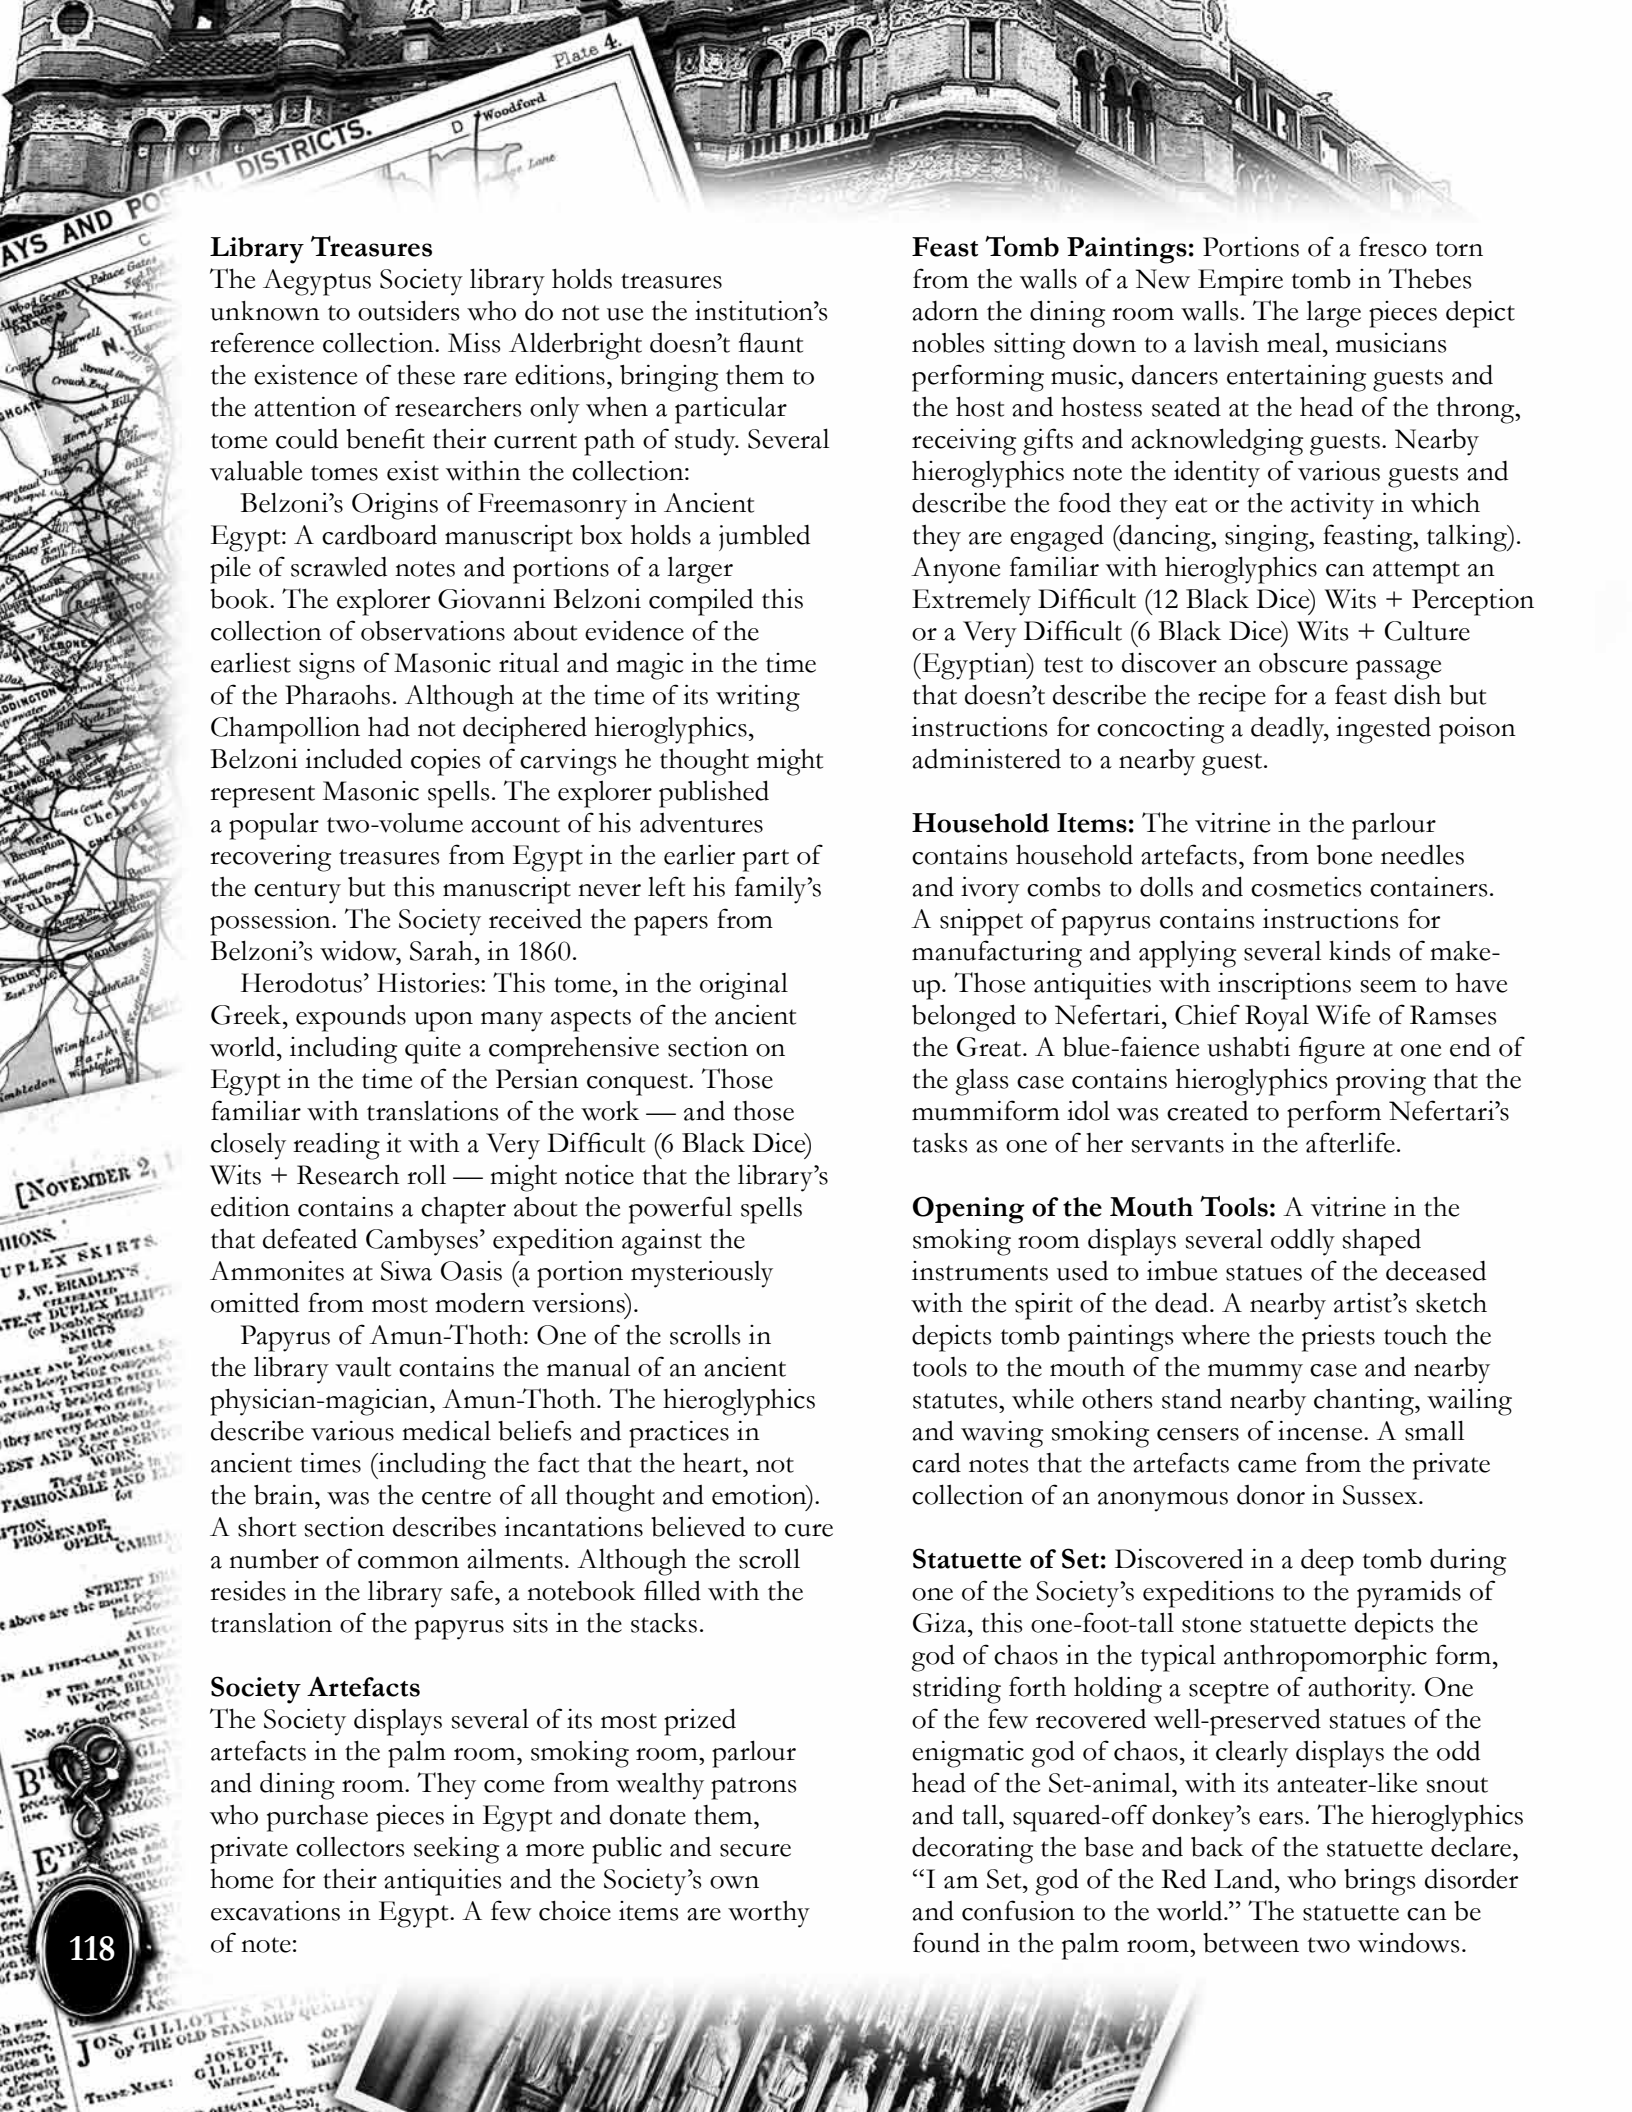 Plate 4.
Woodford
D
DISTRICTS.
AYS AND PO
C
Library Treasures
The Aegyptus Society library holds treasures
unknown to outsiders who do not use the institution’s
reference collection. Miss Alderbright doesn’t flaunt
the existence of these rare editions, bringing them to
the attention of researchers only when a particular
tome could benefit their current path of study. Several
valuable tomes exist within the collection:
Belzoni’s Origins of Freemasonry in Ancient
Egypt: A cardboard manuscript box holds a jumbled
pile of scrawled notes and portions of a larger
book. The explorer Giovanni Belzoni compiled this
collection of observations about evidence of the
earliest signs of Masonic ritual and magic in the time
of the Pharaohs. Although at the time of its writing
Champollion had not deciphered hieroglyphics,
Belzoni included copies of carvings he thought might
represent Masonic spells. The explorer published
a popular two-volume account of his adventures
recovering treasures from Egypt in the earlier part of
the century but this manuscript never left his family’s
possession. The Society received the papers from
Belzoni’s widow, Sarah, in 1860.
Herodotus’ Histories: This tome, in the original
Greek, expounds upon many aspects of the ancient
world, including quite a comprehensive section on
Egypt in the time of the Persian conquest. Those
familiar with translations of the work — and those
closely reading it with a Very Difficult (6 Black Dice)
Wits + Research roll — might notice that the library’s
edition contains a chapter about the powerful spells
that defeated Cambyses’ expedition against the
Ammonites at Siwa Oasis (a portion mysteriously
omitted from most modern versions).
Papyrus of Amun-Thoth: One of the scrolls in
the library vault contains the manual of an ancient
physician-magician, Amun-Thoth. The hieroglyphics
describe various medical beliefs and practices in
ancient times (including the fact that the heart, not
the brain, was the centre of all thought and emotion).
A short section describes incantations believed to cure
a number of common ailments. Although the scroll
resides in the library safe, a notebook filled with the
translation of the papyrus sits in the stacks.
Society Artefacts
The Society displays several of its most prized
artefacts in the palm room, smoking room, parlour
and dining room. They come from wealthy patrons
who purchase pieces in Egypt and donate them,
private collectors seeking a more public and secure
home for their antiquities and the Society’s own
excavations in Egypt. A few choice items are worthy
of note:
Feast Tomb Paintings: Portions of a fresco torn
from the walls of a New Empire tomb in Thebes
adorn the dining room walls. The large pieces depict
nobles sitting down to a lavish meal, musicians
performing music, dancers entertaining guests and
the host and hostess seated at the head of the throng,
receiving gifts and acknowledging guests. Nearby
hieroglyphics note the identity of various guests and
describe the food they eat or the activity in which
they are engaged (dancing, singing, feasting, talking).
Anyone familiar with hieroglyphics can attempt an
Extremely Difficult (12 Black Dice) Wits + Perception
or a Very Difficult (6 Black Dice) Wits + Culture
(Egyptian) test to discover an obscure passage
that doesn’t describe the recipe for a feast dish but
instructions for concocting a deadly, ingested poison
administered to a nearby guest.
Household Items: The vitrine in the parlour
contains household artefacts, from bone needles
and ivory combs to dolls and cosmetics containers.
A snippet of papyrus contains instructions for
manufacturing and applying several kinds of make-
up. Those antiquities with inscriptions seem to have
belonged to Nefertari, Chief Royal Wife of Ramses
the Great. A blue-faience ushabti figure at one end of
the glass case contains hieroglyphics proving that the
mummiform idol was created to perform Nefertari’s
tasks as one of her servants in the afterlife.
Opening of the Mouth Tools: A vitrine in the
smoking room displays several oddly shaped
instruments used to imbue statues of the deceased
with the spirit of the dead. A nearby artist’s sketch
depicts tomb paintings where the priests touch the
tools to the mouth of the mummy case and nearby
statutes, while others stand nearby chanting, wailing
and waving smoking censers of incense. A small
card notes that the artefacts came from the private
collection of an anonymous donor in Sussex.
Statuette of Set: Discovered in a deep tomb during
one of the Society’s expeditions to the pyramids of
Giza, this one-foot-tall stone statuette depicts the
god of chaos in the typical anthropomorphic form,
striding forth holding a sceptre of authority. One
of the few recovered well-preserved statues of the
enigmatic god of chaos, it clearly displays the odd
head of the Set-animal, with its anteater-like snout
and tall, squared-off donkey’s ears. The hieroglyphics
decorating the base and back of the statuette declare,
“I am Set, god of the Red Land, who brings disorder
and confusion to the world.” The statuette can be
found in the palm room, between two windows.
[NOVEMBER 2,
J. W. BRADLEY'S
FASHIONABLE AND
PROMENADE,
OPERA,
118
JOS. GILLOTT'S
OF THE OLD STANDARD QUALITY
JOSEPH
GILLOTT,
Warranted.
TRADE MARK: